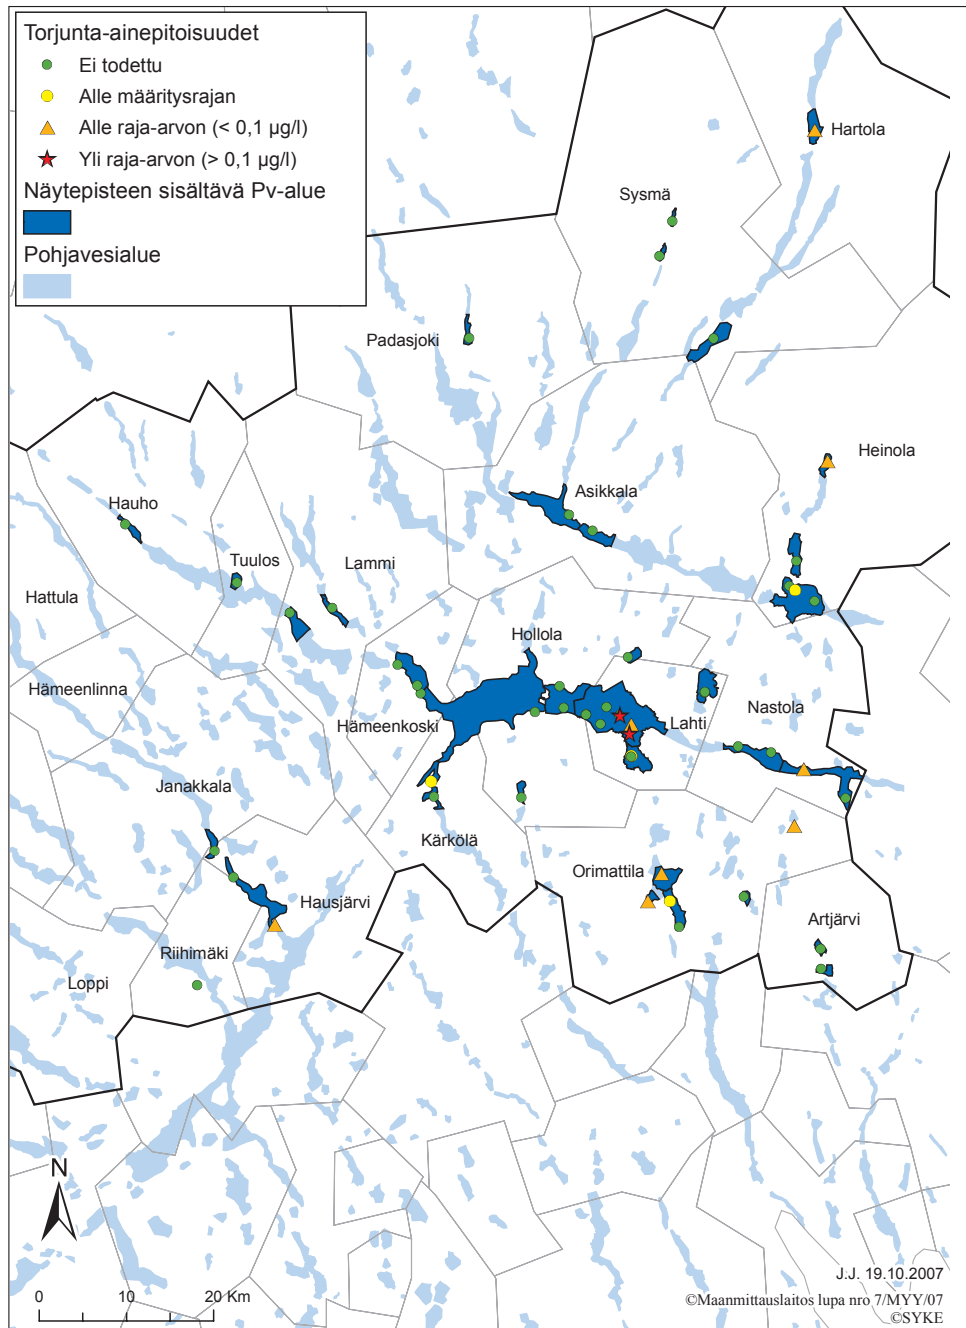 Torjunta-ainepitoisuudet
Ei todettu
Alle määritysrajan
Alle raja-arvon (< 0,1 µg/l)
Yli raja-arvon (> 0,1 µg/l)
Näytepisteen sisältävä Pv-alue
Pohjavesialue
Hartola
Sysmä
Padasjoki
Heinola
Asikkala
Hauho
Tuulos
Lammi
Hattula
Hollola
Hämeenlinna
Hämeenkoski
Lahti
Nastola
Janakkala
Kärkölä
Orimattila
Hausjärvi
Artjärvi
Riihimäki
Loppi
N
0 10 20 Km
J.J. 19.10.2007
©Maanmittauslaitos lupa nro 7/MYY/07
©SYKE